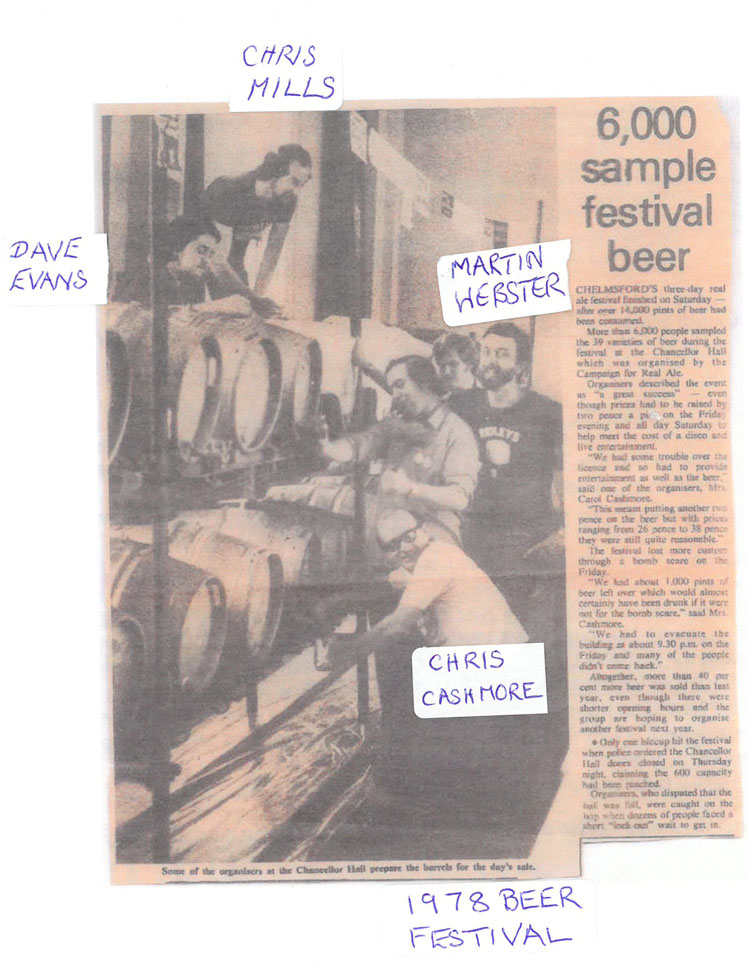 CHRIS
MILLS
DAVE
EVANS
MARTIN
WEBSTER
CHRIS
CASHMORE
6,000
sample
festival
beer
CHELMSFORD'S three-day real
ale festival finished on Saturday —
after over 14,000 pints of beer had
been consumed.
More than 6,000 people sampled
the 39 varieties of beer during the
festival at the Chancellor Hall
which was organised by the
Campaign for Real Ale.
Organisers described the event
as "a great success" — even
though prices had to be raised by
two pence a pint on the Friday
evening and all day Saturday to
help meet the cost of a disco and
live entertainment.
"We had some trouble over the
licence and so had to provide
entertainment as well as the beer,"
said one of the organisers, Mrs.
Carol Cashmore.
"This meant putting another two
pence on the beer but with prices
ranging from 26 pence to 38 pence
they were still quite reasonable."
The festival lost more custom
through a bomb scare on the
Friday.
"We had about 1,000 pints of
beer left over which would almost
certainly have been drunk if it were
not for the bomb scare," said Mrs.
Cashmore.
"We had to evacuate the
building at about 9.30 p.m. on the
Friday and many of the people
didn't come back."
Altogether, more than 40 per
cent more beer was sold than last
year, even though there were
shorter opening hours and the
group are hoping to organise
another festival next year.
• Only one hiccup hit the festival
when police ordered the Chancellor
Hall doors closed on Thursday
night, claiming the 600 capacity
had been reached.
Organisers, who disputed that the
hall was full, were caught on the
hop when dozens of people faced a
short "lock-out" wait to get in.
Some of the organisers at the Chancellor Hall prepare the barrels for the day's sale.
1978 BEER
FESTIVAL